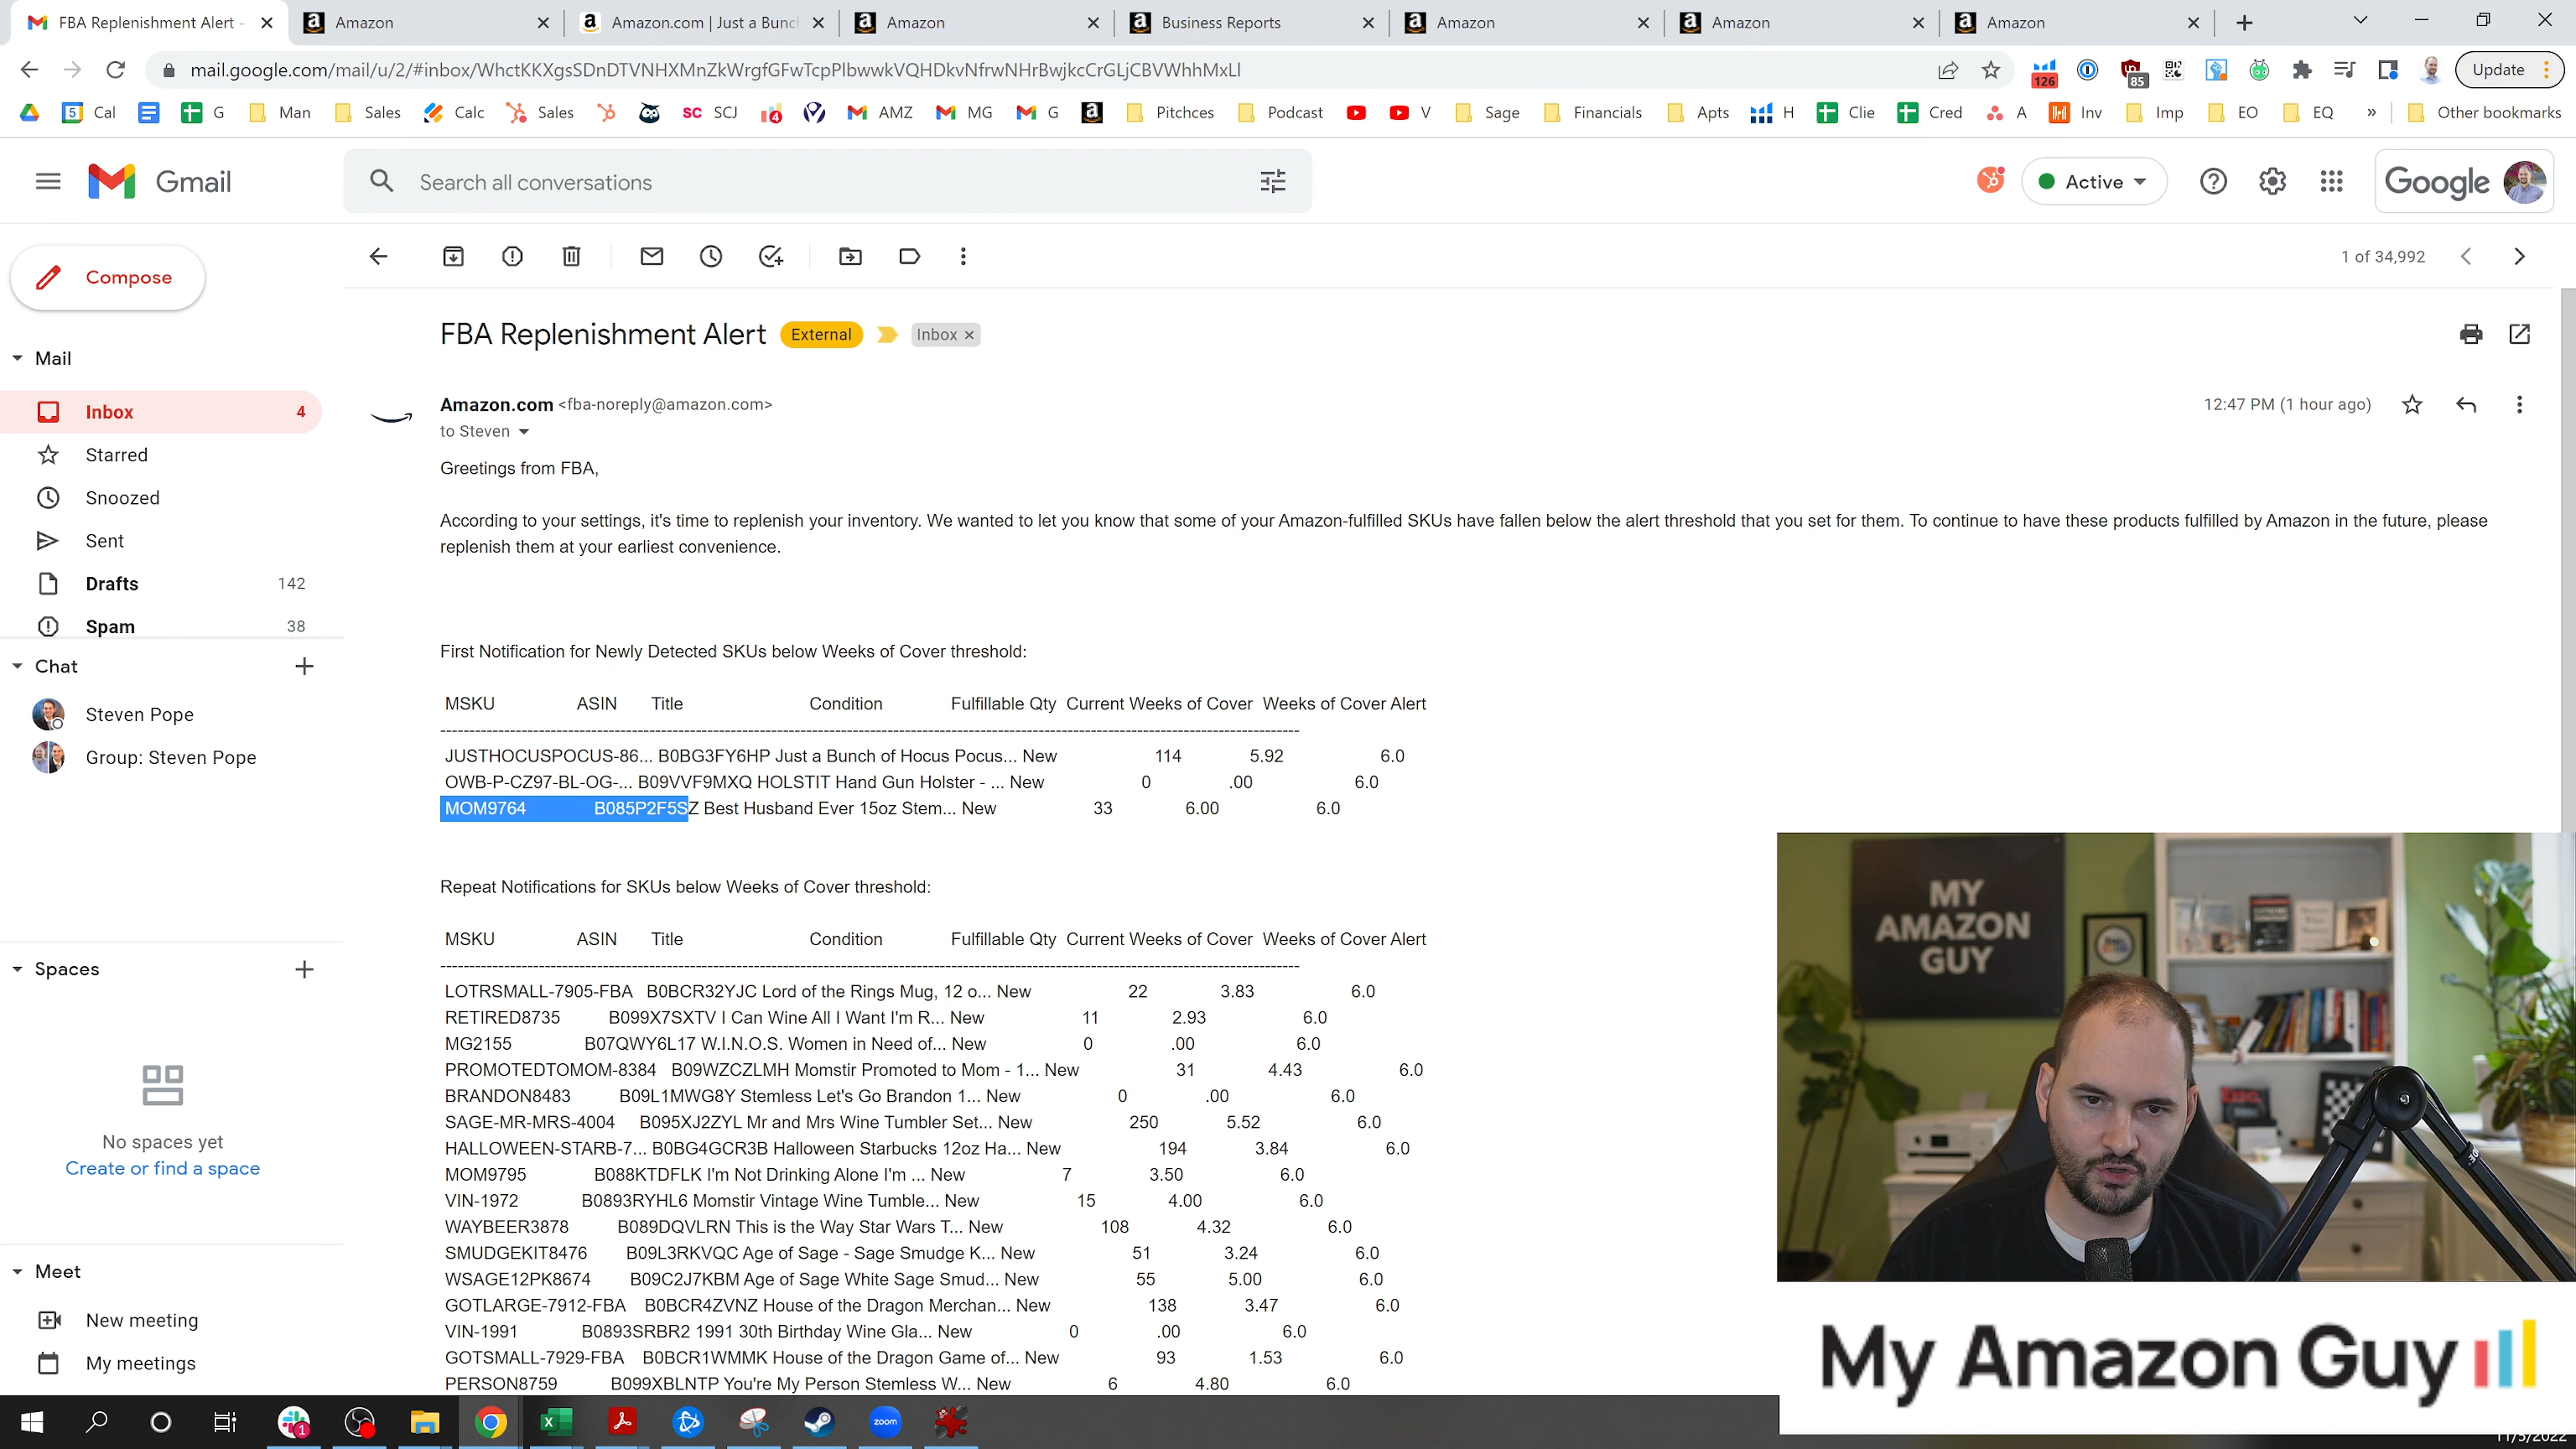 FBA Replenishment Alert -
Amazon
Amazon.com | Just a Bunc
Amazon
Business Reports
Amazon
Amazon
Amazon
mail.google.com/mail/u/2/#inbox/WhctKKXgsSDnDTVNHXMnZkWrgfGFwTcpPlbwwkVQHDkvNfrwNHrBwjkcCrGLjCBVWhhMxLl
126
85
Update
5 Cal G Man Sales Calc Sales SC SCJ 4 AMZ MG G Pitchces Podcast V Sage Financials Apts H Clie Cred A Inv Imp EO EQ » Other bookmarks
Gmail
Search all conversations
Active
Google
Compose
1 of 34,992
FBA Replenishment Alert External Inbox
Mail
Amazon.com <fba-noreply@amazon.com>
12:47 PM (1 hour ago)
to Steven
Inbox 4
Starred
Snoozed
Sent
Drafts 142
Spam 38
Chat
Steven Pope
Group: Steven Pope
Spaces
No spaces yet
Create or find a space
Meet
New meeting
My meetings
Greetings from FBA,
According to your settings, it's time to replenish your inventory. We wanted to let you know that some of your Amazon-fulfilled SKUs have fallen below the alert threshold that you set for them. To continue to have these products fulfilled by Amazon in the future, please
replenish them at your earliest convenience.
First Notification for Newly Detected SKUs below Weeks of Cover threshold:
MSKU ASIN Title Condition Fulfillable Qty Current Weeks of Cover Weeks of Cover Alert
JUSTHOCUSPOCUS-86... B0BG3FY6HP Just a Bunch of Hocus Pocus... New 114 5.92 6.0
OWB-P-CZ97-BL-OG-... B09VVF9MXQ HOLSTIT Hand Gun Holster - ... New 0 .00 6.0
MOM9764 B085P2F5SZ Best Husband Ever 15oz Stem... New 33 6.00 6.0
Repeat Notifications for SKUs below Weeks of Cover threshold:
MSKU ASIN Title Condition Fulfillable Qty Current Weeks of Cover Weeks of Cover Alert
LOTRSMALL-7905-FBA B0BCR32YJC Lord of the Rings Mug, 12 o... New 22 3.83 6.0
RETIRED8735 B099X7SXTV I Can Wine All I Want I'm R... New 11 2.93 6.0
MG2155 B07QWY6L17 W.I.N.O.S. Women in Need of... New 0 .00 6.0
PROMOTEDTOMOM-8384 B09WZCZLMH Momstir Promoted to Mom - 1... New 31 4.43 6.0
BRANDON8483 B09L1MWG8Y Stemless Let's Go Brandon 1... New 0 .00 6.0
SAGE-MR-MRS-4004 B095XJ2ZYL Mr and Mrs Wine Tumbler Set... New 250 5.52 6.0
HALLOWEEN-STARB-7... B0BG4GCR3B Halloween Starbucks 12oz Ha... New 194 3.84 6.0
MOM9795 B088KTDFLK I'm Not Drinking Alone I'm ... New 7 3.50 6.0
VIN-1972 B0893RYHL6 Momstir Vintage Wine Tumble... New 15 4.00 6.0
WAYBEER3878 B089DQVLRN This is the Way Star Wars T... New 108 4.32 6.0
SMUDGEKIT8476 B09L3RKVQC Age of Sage - Sage Smudge K... New 51 3.24 6.0
WSAGE12PK8674 B09C2J7KBM Age of Sage White Sage Smud... New 55 5.00 6.0
GOTLARGE-7912-FBA B0BCR4ZVNZ House of the Dragon Merchan... New 138 3.47 6.0
VIN-1991 B0893SRBR2 1991 30th Birthday Wine Gla... New 0 .00 6.0
GOTSMALL-7929-FBA B0BCR1WMMK House of the Dragon Game of... New 93 1.53 6.0
PERSON8759 B099XBLNTP You're My Person Stemless W... New 6 4.80 6.0
MY
AMAZON
GUY
My Amazon Guy
1
zoom
11/5/2022